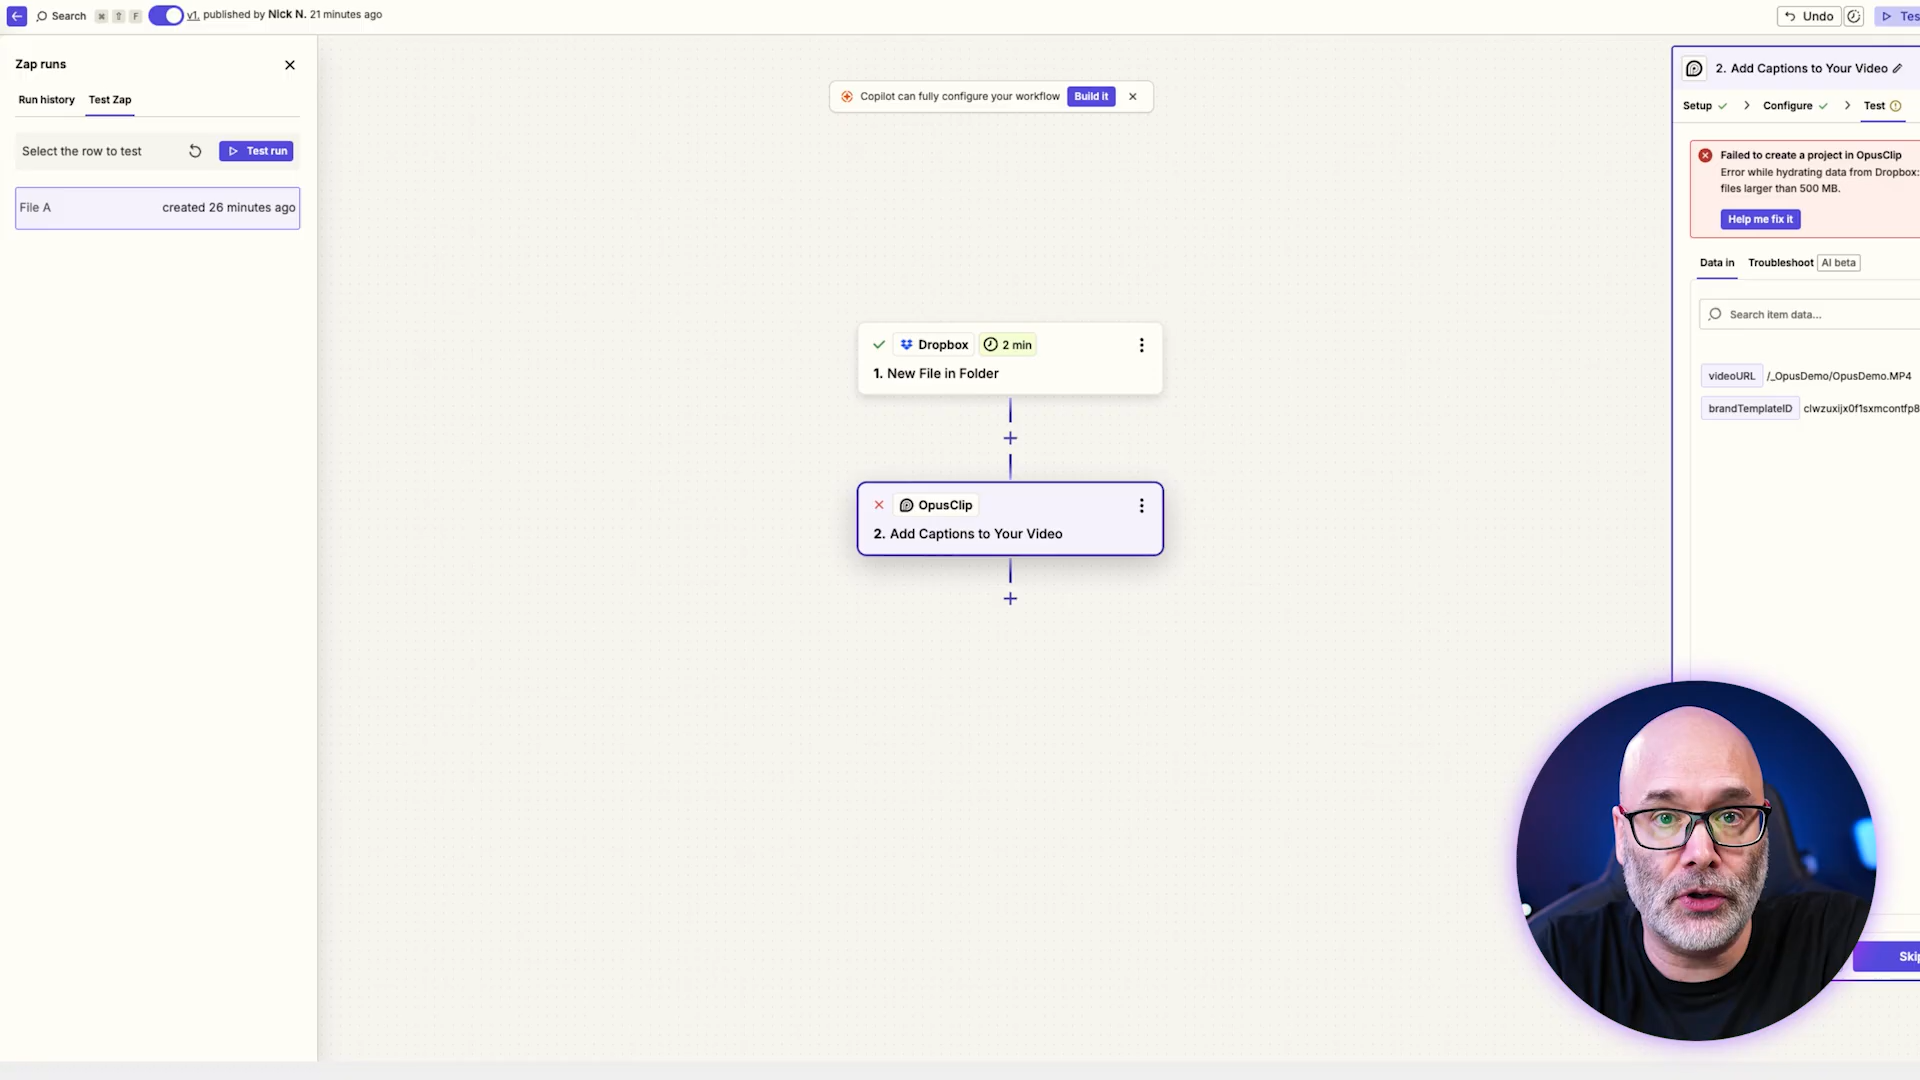 Search ⌘ ⇧ F v1. published by Nick N. 21 minutes ago
Undo
Tes
Zap runs
Run history Test Zap
Select the row to test Test run
File A created 26 minutes ago
Copilot can fully configure your workflow Build it
Dropbox 2 min
1. New File in Folder
OpusClip
2. Add Captions to Your Video
2. Add Captions to Your Video
Setup Configure Test
Failed to create a project in OpusClip
Error while hydrating data from Dropbox:
files larger than 500 MB.
Help me fix it
Data in Troubleshoot AI beta
Search item data...
videoURL /_OpusDemo/OpusDemo.MP4
brandTemplateID clwzuxijx0f1sxmcontfp8
Skip